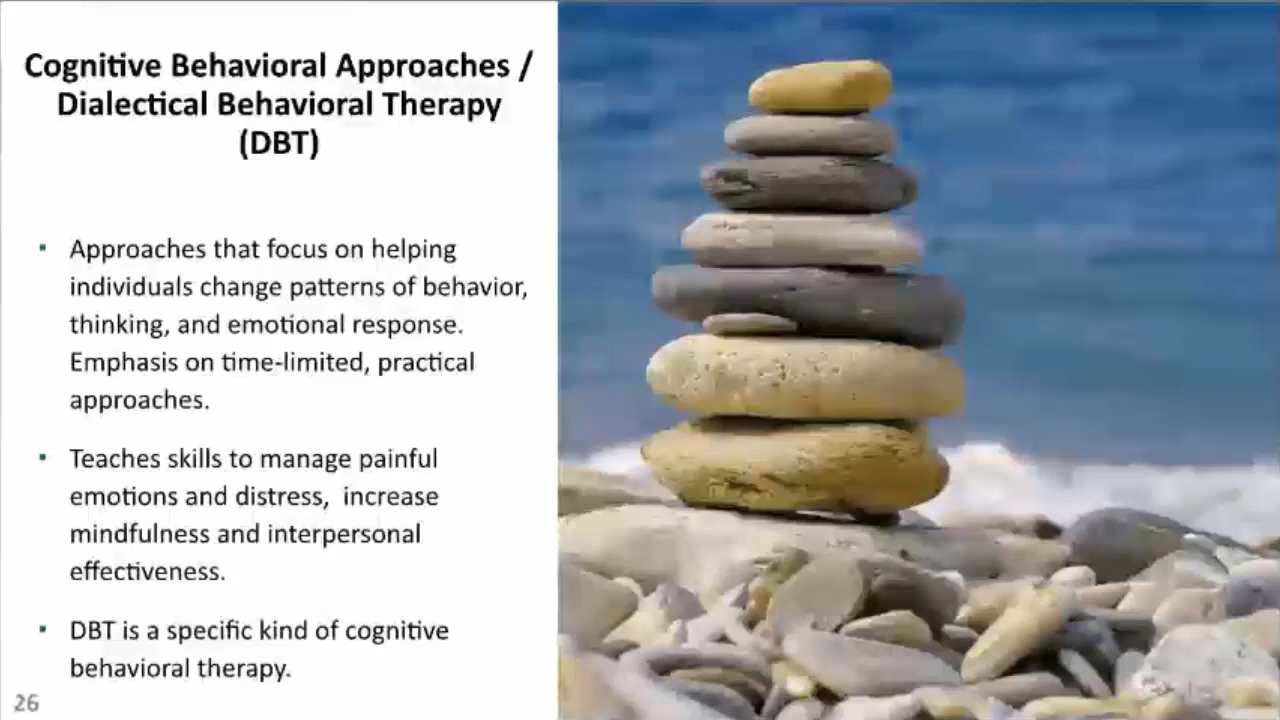 Cognitive Behavioral Approaches /
Dialectical Behavioral Therapy
(DBT)
▪ Approaches that focus on helping
individuals change patterns of behavior,
thinking, and emotional response.
Emphasis on time-limited, practical
approaches.
▪ Teaches skills to manage painful
emotions and distress,  increase
mindfulness and interpersonal
effectiveness.
▪ DBT is a specific kind of cognitive
behavioral therapy.
26